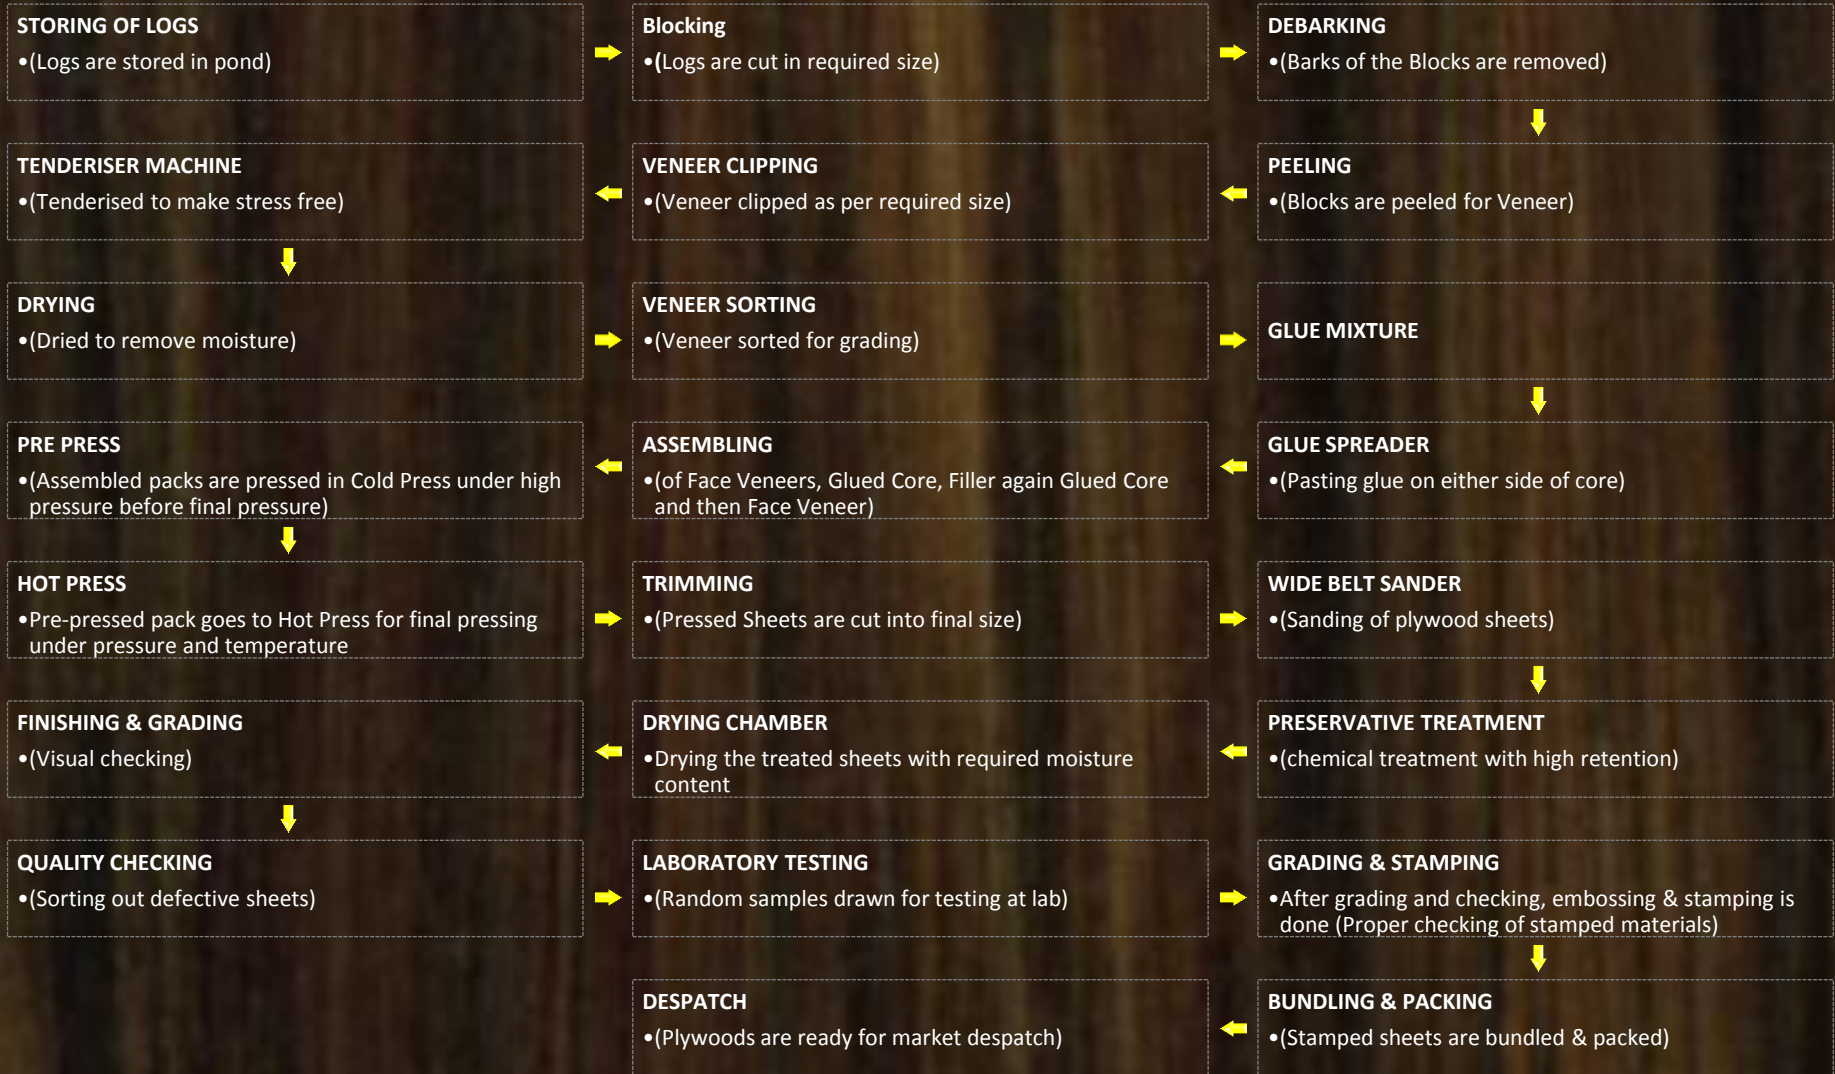 STORING OF LOGS
•(Logs are stored in pond)
Blocking
•(Logs are cut in required size)
DEBARKING
•(Barks of the Blocks are removed)
PEELING
•(Blocks are peeled for Veneer)
VENEER CLIPPING
•(Veneer clipped as per required size)
TENDERISER MACHINE
•(Tenderised to make stress free)
DRYING
•(Dried to remove moisture)
VENEER SORTING
•(Veneer sorted for grading)
GLUE MIXTURE
GLUE SPREADER
•(Pasting glue on either side of core)
ASSEMBLING
•(of Face Veneers, Glued Core, Filler again Glued Core
and then Face Veneer)
PRE PRESS
•(Assembled packs are pressed in Cold Press under high
pressure before final pressure)
HOT PRESS
•Pre-pressed pack goes to Hot Press for final pressing
under pressure and temperature
TRIMMING
•(Pressed Sheets are cut into final size)
WIDE BELT SANDER
•(Sanding of plywood sheets)
PRESERVATIVE TREATMENT
•(chemical treatment with high retention)
DRYING CHAMBER
•Drying the treated sheets with required moisture
content
FINISHING & GRADING
•(Visual checking)
QUALITY CHECKING
•(Sorting out defective sheets)
LABORATORY TESTING
•(Random samples drawn for testing at lab)
GRADING & STAMPING
•After grading and checking, embossing & stamping is
done (Proper checking of stamped materials)
BUNDLING & PACKING
•(Stamped sheets are bundled & packed)
DESPATCH
•(Plywoods are ready for market despatch)